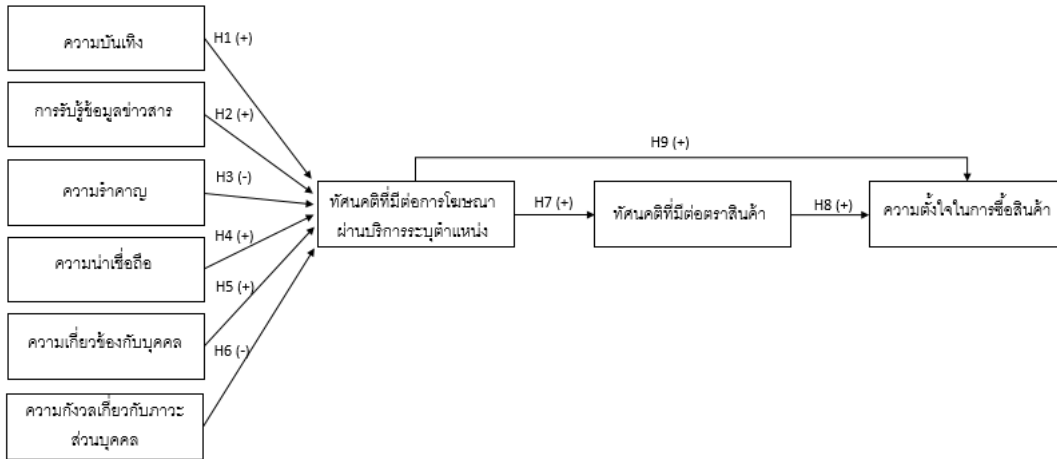 ความบันเทิง
H1 (+)
การรับรู้ข้อมูลข่าวสาร
H2 (+)
ความรำคาญ
H3 (-)
ความน่าเชื่อถือ
H4 (+)
ความเกี่ยวข้องกับบุคคล
H5 (+)
ความกังวลเกี่ยวกับภาวะ
ส่วนบุคคล
H6 (-)
ทัศนคติที่มีต่อการโฆษณา
ผ่านบริการระบุตำแหน่ง
H7 (+)
ทัศนคติที่มีต่อตราสินค้า
H8 (+)
H9 (+)
ความตั้งใจในการซื้อสินค้า